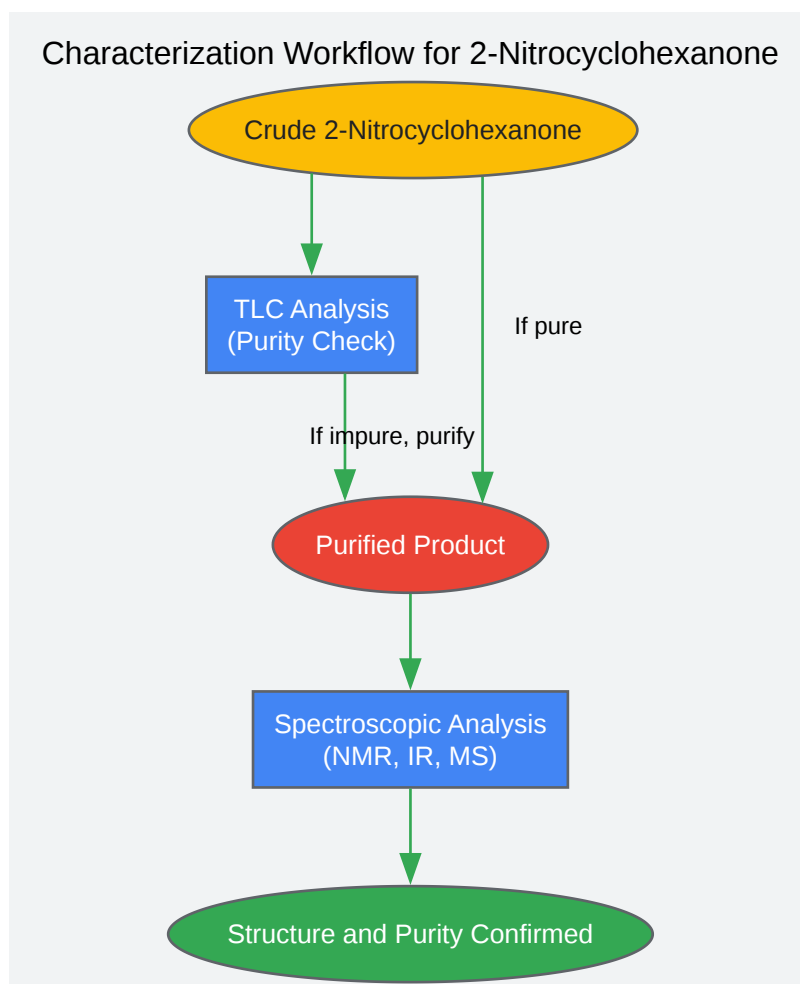 Characterization Workflow for 2-Nitrocyclohexanone
Crude 2-Nitrocyclohexanone
TLC Analysis
(Purity Check)
If pure
If impure, purify
Purified Product
Spectroscopic Analysis
(NMR, IR, MS)
Structure and Purity Confirmed